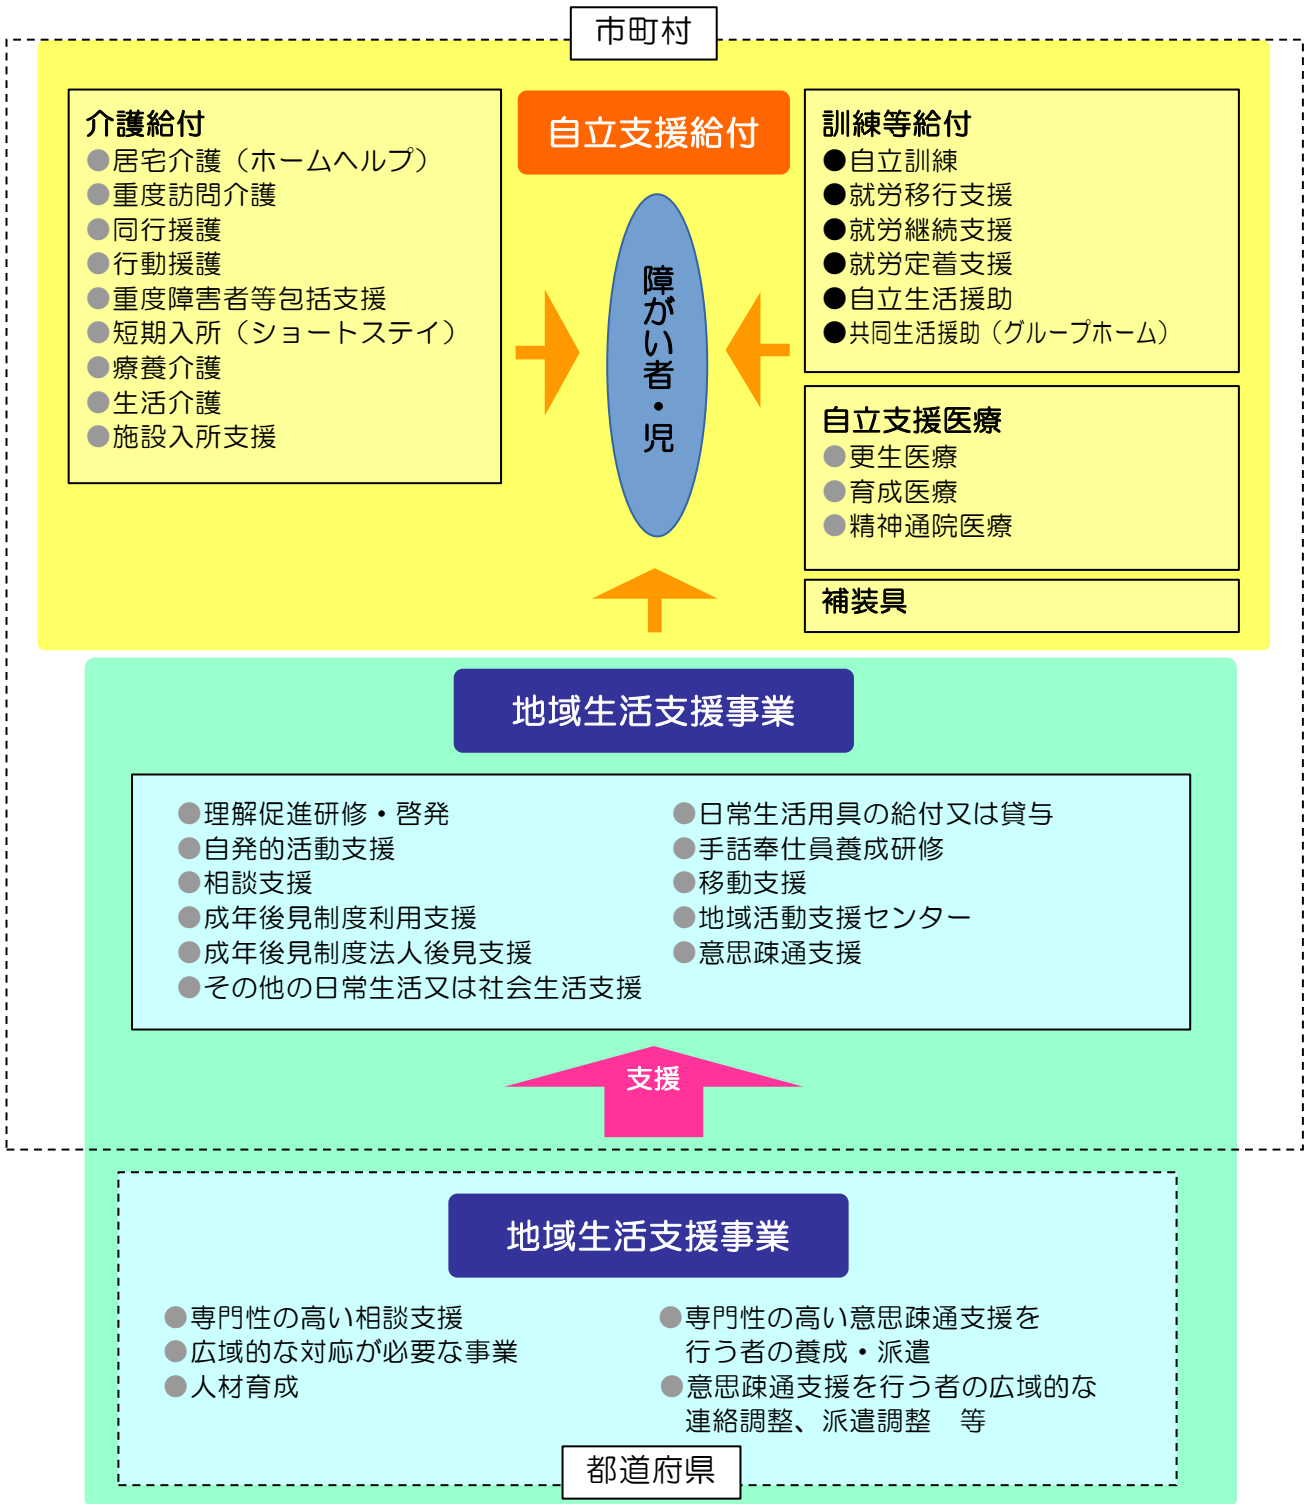 市町村
自立支援給付
介護給付
●居宅介護（ホームヘルプ）
●重度訪問介護
●同行援護
●行動援護
●重度障害者等包括支援
●短期入所（ショートステイ）
●療養介護
●生活介護
●施設入所支援
障がい者・児
訓練等給付
●自立訓練
●就労移行支援
●就労継続支援
●就労定着支援
●自立生活援助
●共同生活援助（グループホーム）
自立支援医療
●更生医療
●育成医療
●精神通院医療
補装具
地域生活支援事業
●理解促進研修・啓発
●自発的活動支援
●相談支援
●成年後見制度利用支援
●成年後見制度法人後見支援
●その他の日常生活又は社会生活支援
●日常生活用具の給付又は貸与
●手話奉仕員養成研修
●移動支援
●地域活動支援センター
●意思疎通支援
支援
地域生活支援事業
●専門性の高い相談支援
●広域的な対応が必要な事業
●人材育成
●専門性の高い意思疎通支援を
行う者の養成・派遣
●意思疎通支援を行う者の広域的な
連絡調整、派遣調整　等
都道府県